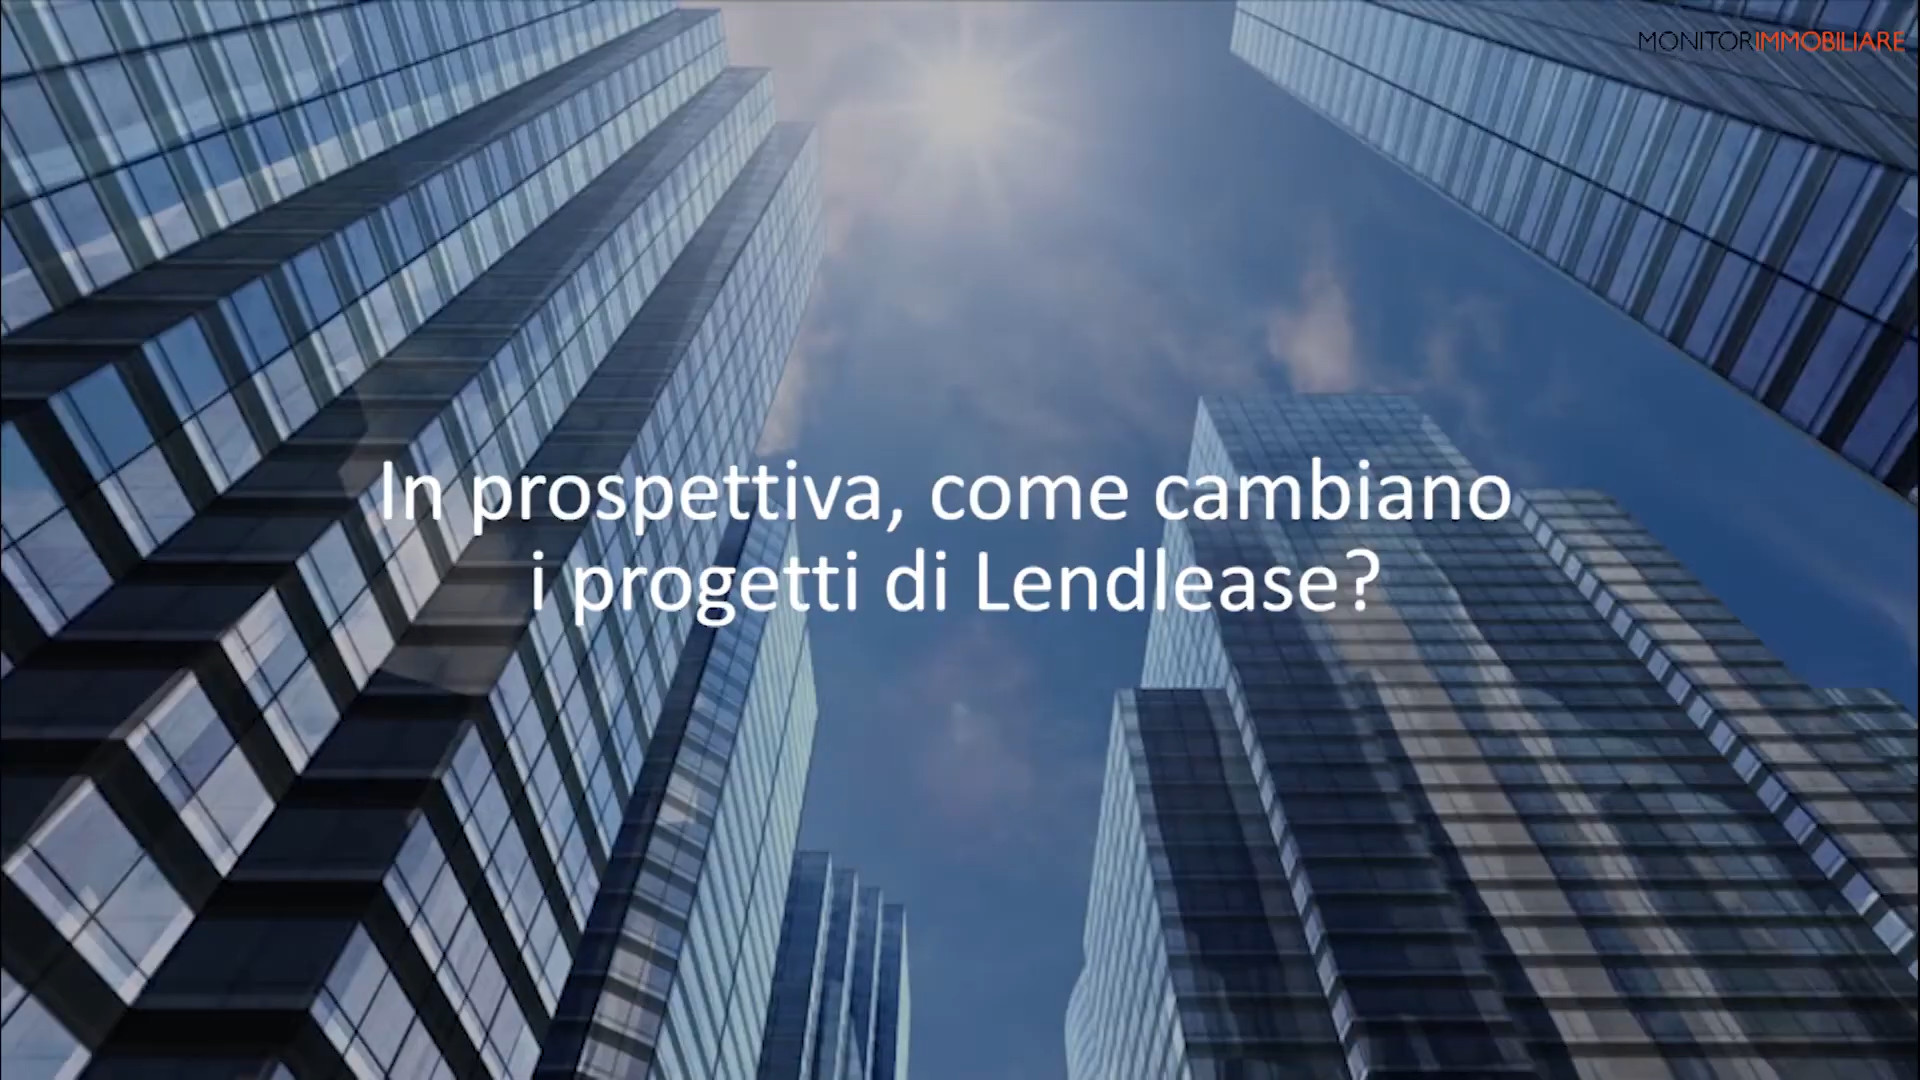 MONITORIMMOBILIARE
In prospettiva, come cambiano
i progetti di Lendlease?